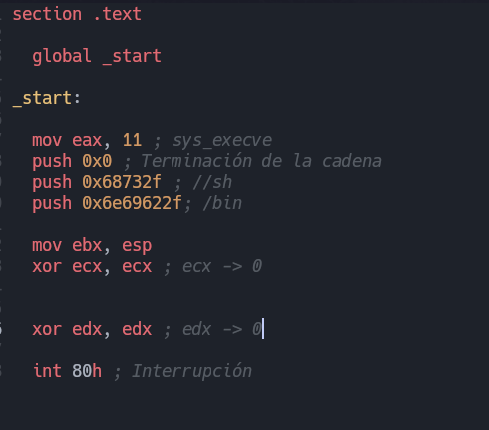 section .text
global _start
_start:
mov eax, 11 ; sys_execve
push 0x0 ; Terminación de la cadena
push 0x68732f ; //sh
push 0x6e69622f; /bin
mov ebx, esp
xor ecx, ecx ; ecx -> 0
xor edx, edx ; edx -> 0
int 80h ; Interrupción